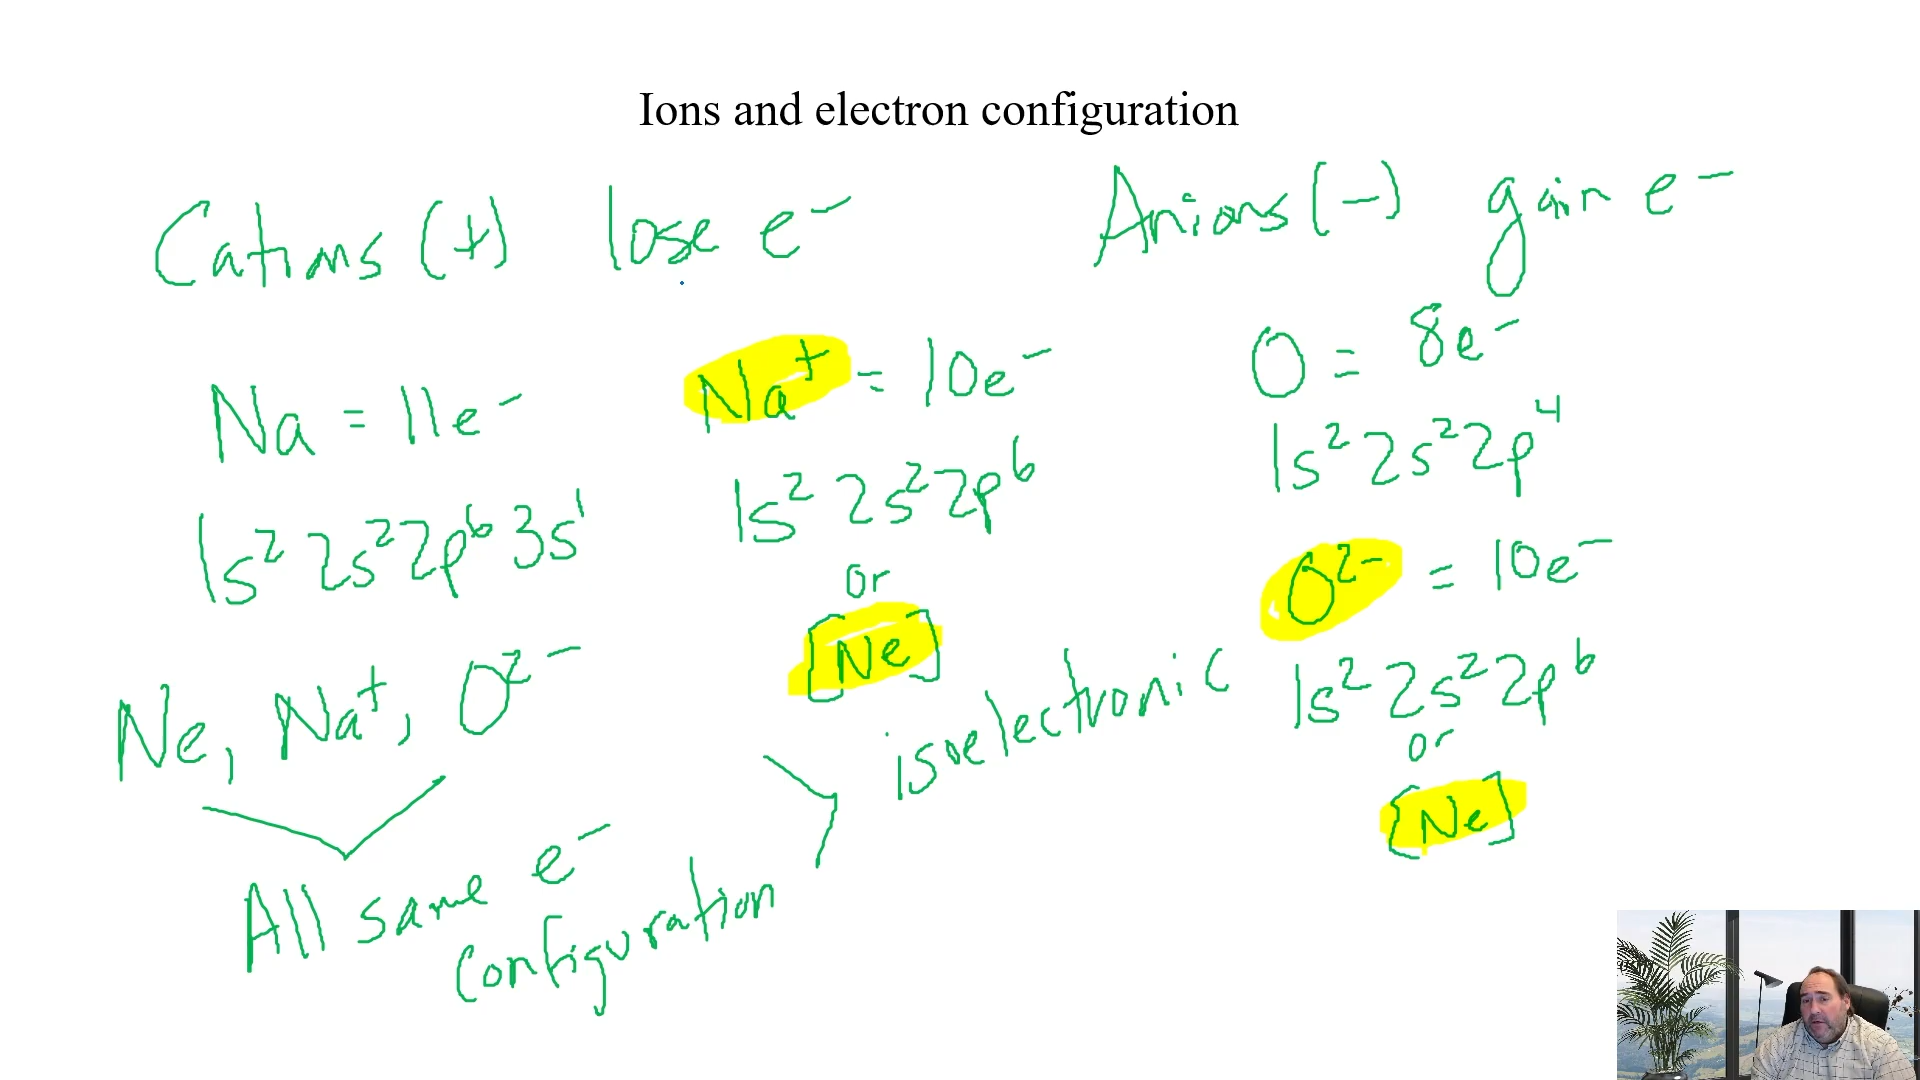 Ions and electron configuration
Cations (+) lose e⁻
Na = 11e⁻
1s² 2s² 2p⁶ 3s¹
Na⁺ = 10e⁻
1s² 2s² 2p⁶
or
[Ne]
Anions (−) gain e⁻
O = 8e⁻
1s² 2s² 2p⁴
O²⁻ = 10e⁻
1s² 2s² 2p⁶
or
[Ne]
Ne, Na⁺, O²⁻
All same e⁻
configuration
isoelectronic